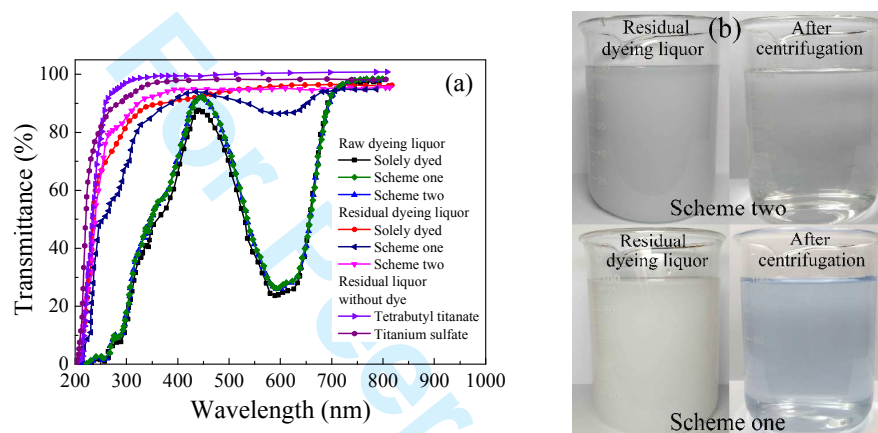 For Peer
(a)
Transmittance (%)
100
80
60
40
20
0
Raw dyeing liquor
Solely dyed
Scheme one
Scheme two
Residual dyeing liquor
Solely dyed
Scheme one
Scheme two
Residual liquor
without dye
Tetrabutyl titanate
Titanium sulfate
200 300 400 500 600 700 800 900 1000
Wavelength (nm)
(b)
Residual
dyeing liquor
After
centrifugation
Scheme two
Residual
dyeing liquor
After
centrifugation
Scheme one